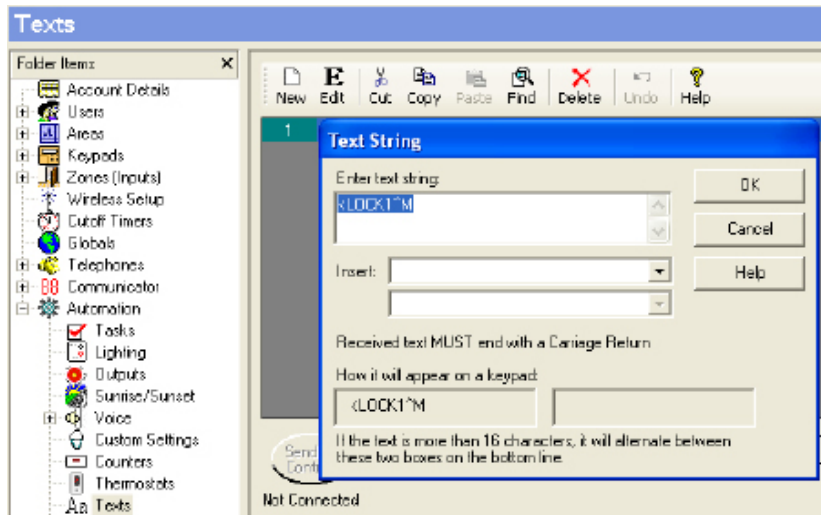 Texts
Folder Items
Account Details
Users
Areas
Keypads
Zones (Inputs)
Wireless Setup
Cutoff Timers
Globals
Telephones
Communicator
Automation
Tasks
Lighting
Outputs
Sunrise/Sunset
Voice
Custom Settings
Counters
Thermostats
Aa Texts
New Edit Cut Copy Paste Find Delete Undo Help
1
Text String
Enter text string:
<LOCK1^M
OK
Cancel
Help
Insert:
Received text MUST end with a Carriage Return
How it will appear on a keypad:
<LOCK1^M
If the text is more than 16 characters, it will alternate between
these two boxes on the bottom line.
Send
Not Connected